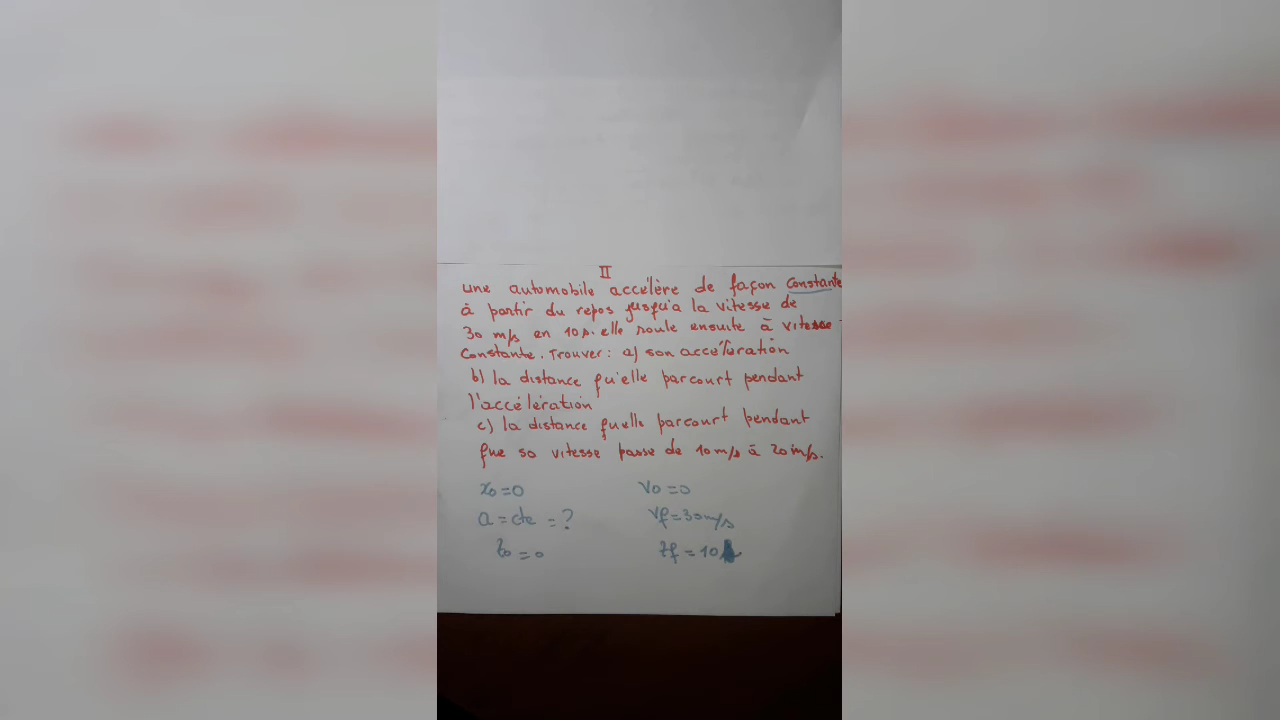 II
une automobile accélère de façon constante
à partir du repos jusqu'a la vitesse de
30 m/s en 10s. elle roule ensuite à vitesse
constante. Trouver : a) son accélération
b) la distance qu'elle parcourt pendant
l'accélération
c) la distance qu'elle parcourt pendant
que sa vitesse passe de 10 m/s à 20 m/s.
x0 = 0 v0 = 0
a = cte = ? vf = 30 m/s
t0 = 0 tf = 10s